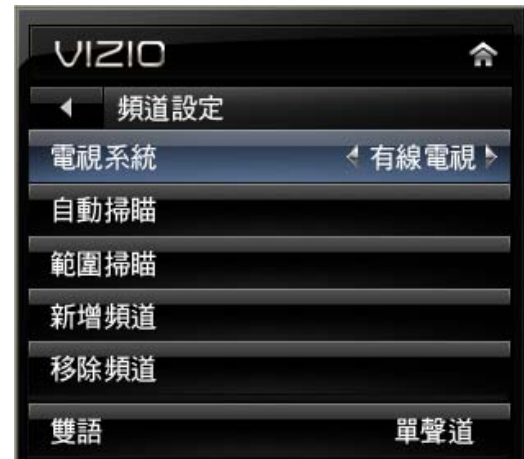 VIZIO
頻道設定
電視系統 有線電視
自動掃瞄
範圍掃瞄
新增頻道
移除頻道
雙語 單聲道